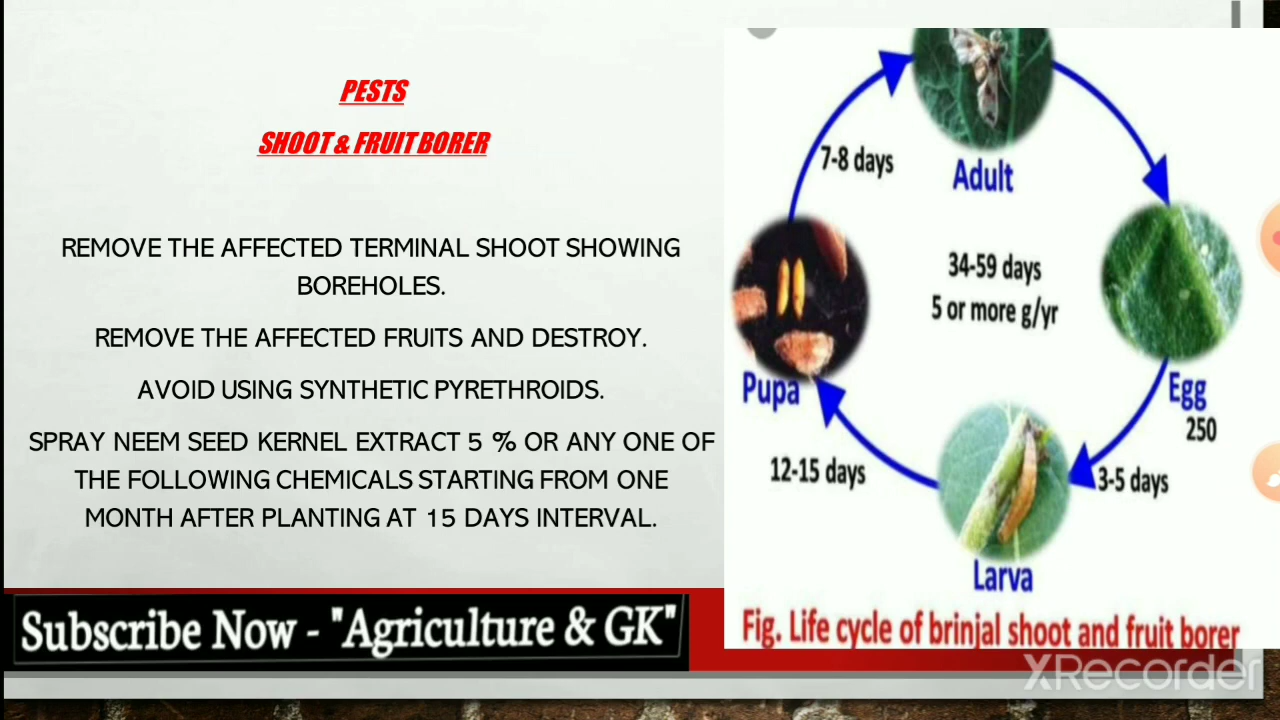 PESTS
SHOOT & FRUIT BORER
REMOVE THE AFFECTED TERMINAL SHOOT SHOWING
BOREHOLES.
REMOVE THE AFFECTED FRUITS AND DESTROY.
AVOID USING SYNTHETIC PYRETHROIDS.
SPRAY NEEM SEED KERNEL EXTRACT 5 % OR ANY ONE OF
THE FOLLOWING CHEMICALS STARTING FROM ONE
MONTH AFTER PLANTING AT 15 DAYS INTERVAL.
Subscribe Now - "Agriculture & GK"
7-8 days
Adult
34-59 days
5 or more g/yr
Pupa
Egg
250
12-15 days
3-5 days
Larva
Fig. Life cycle of brinjal shoot and fruit borer
XRecorder